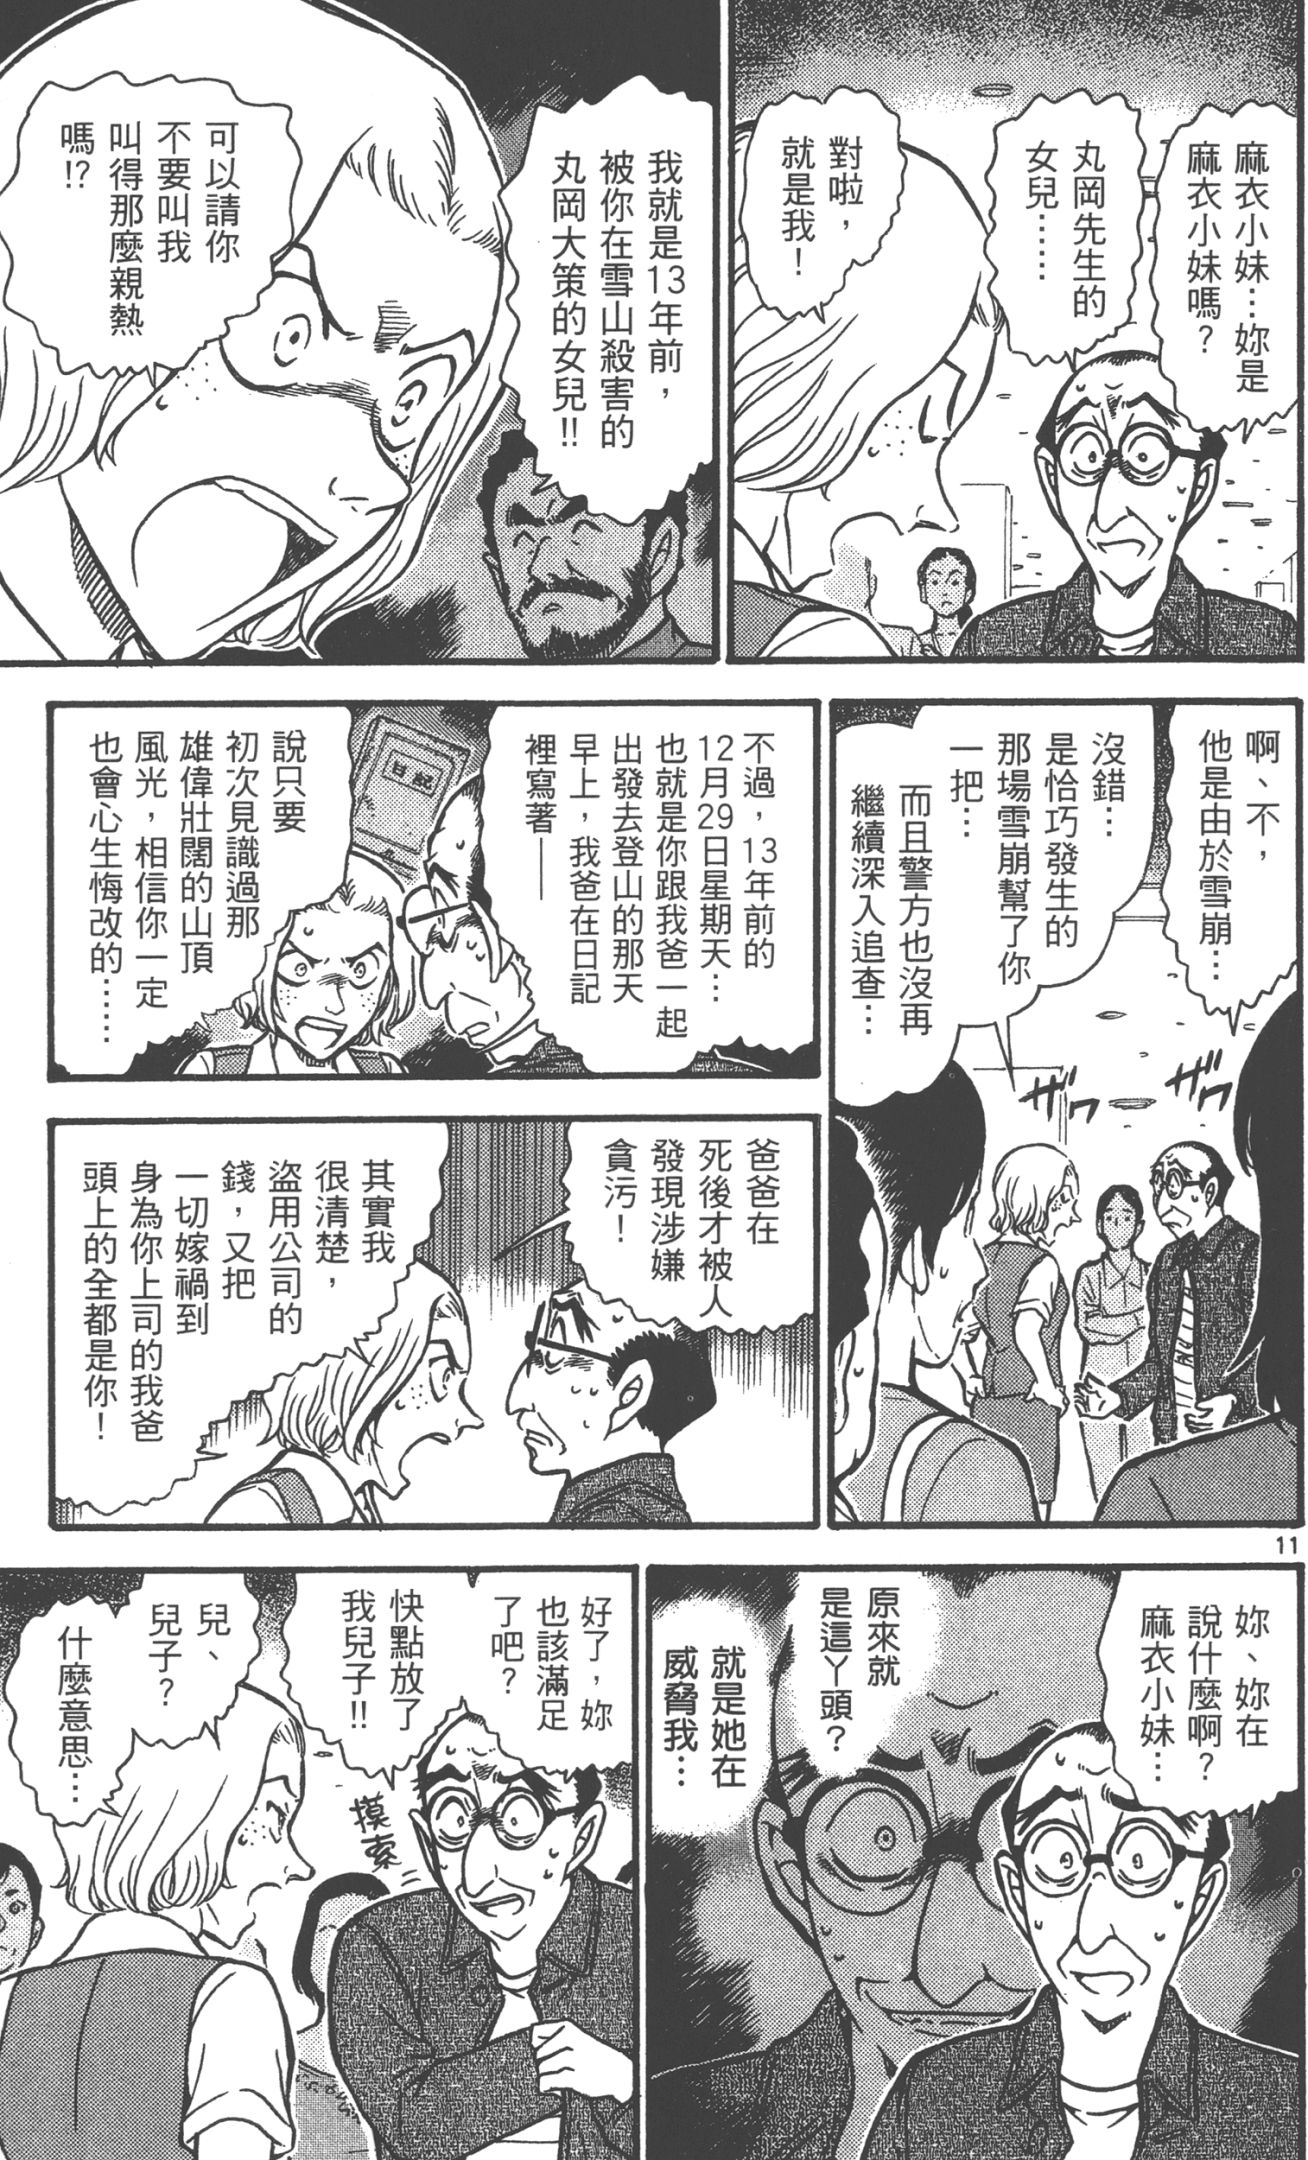 麻衣小妹…妳是
麻衣小妹嗎？
丸岡先生的
女兒……
對啦，
就是我！
我就是13年前，
被你在雪山殺害的
丸岡大策的女兒!!
可以請你
不要叫我
叫得那麼親熱
嗎!?
啊、不，
他是由於雪崩…
沒錯…
是恰巧發生的
那場雪崩幫了你
一把…
而且警方也沒再
繼續深入追查…
ザワ
ザワ
不過，13年前的
12月29日星期天…
也就是你跟我爸一起
出發去登山的那天
早上，我爸在日記
裡寫著——
日記
說只要
初次見識過那
雄偉壯闊的山頂
風光，相信你一定
也會心生悔改的……
爸爸在
死後才被人
發現涉嫌
貪污！
其實我
很清楚，
盜用公司的
錢，又把
一切嫁禍到
身為你上司的我爸
頭上的全都是你！
11
妳、妳在
說什麼啊？
麻衣小妹…
原來就
是這丫頭？
就是她在
威脅我…
好了，妳
也該滿足
了吧？
快點放了
我兒子!!
摸索
兒、
兒子？
什麼意思…